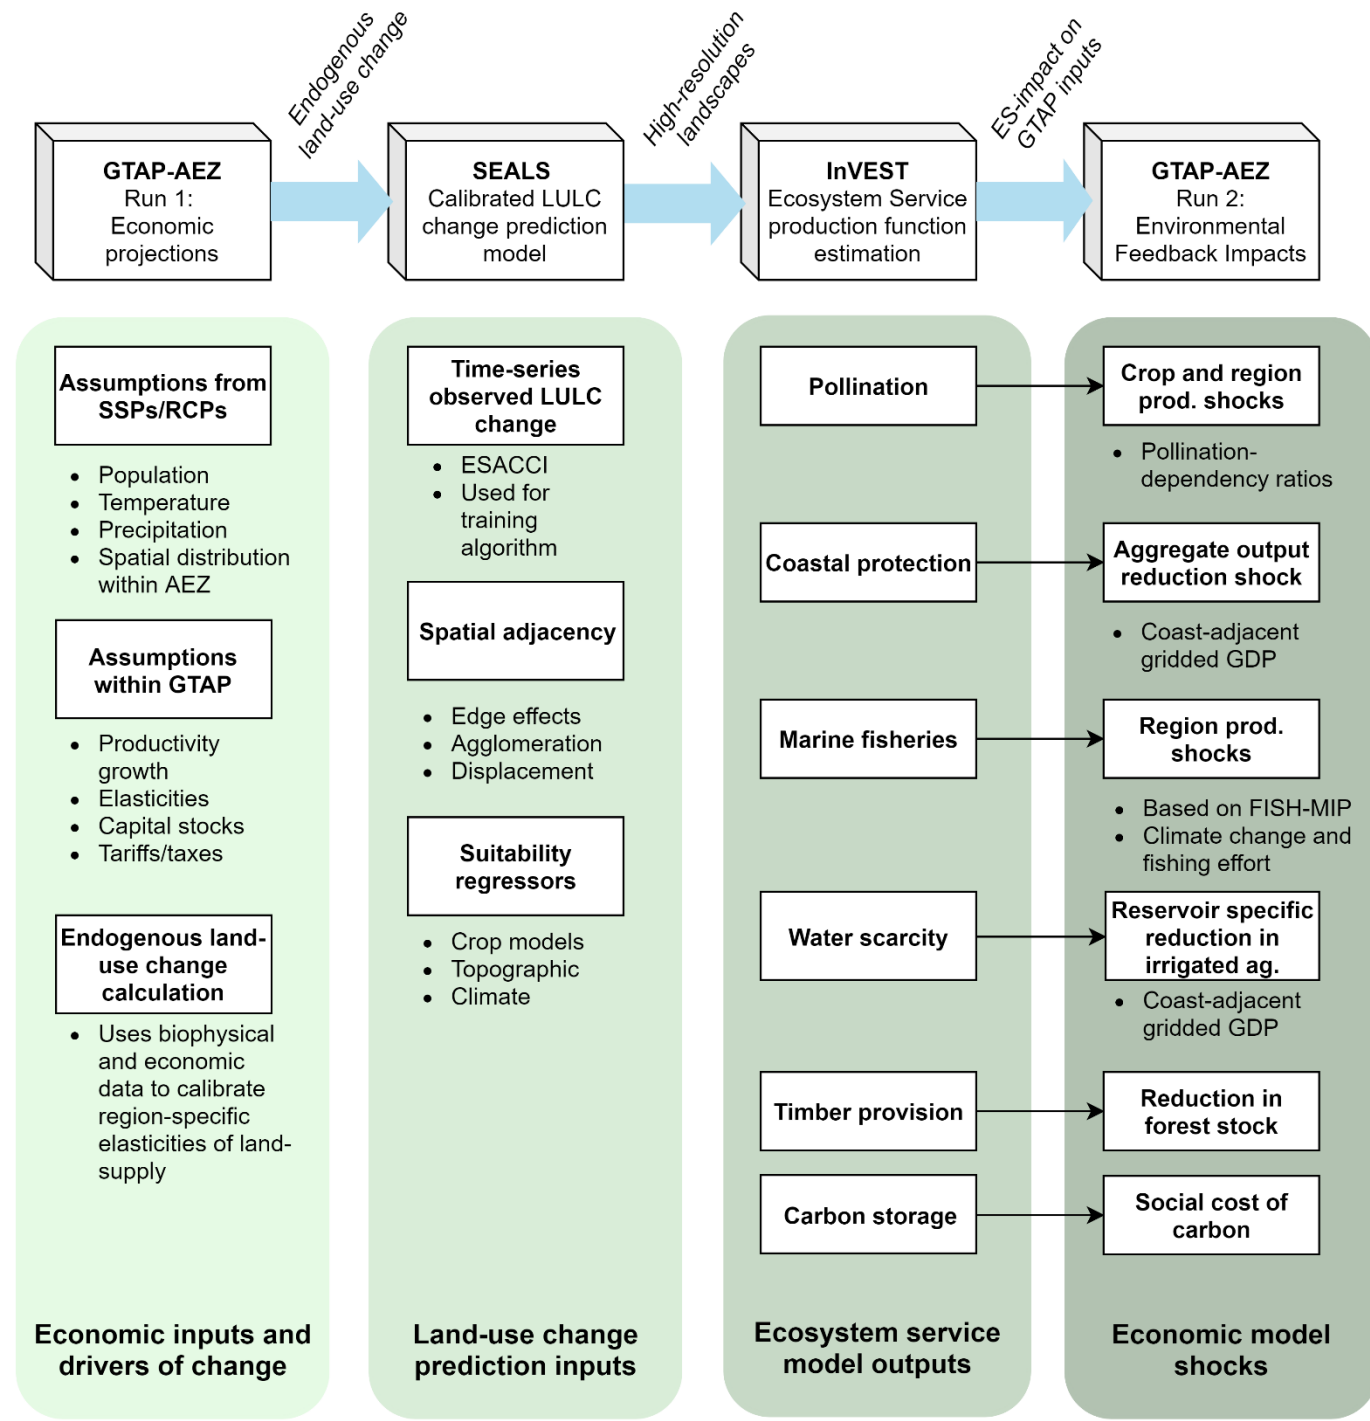 Endogenous
land-use change
High-resolution
landscapes
ES-impact on
GTAP inputs
GTAP-AEZ
Run 1:
Economic
projections
SEALS
Calibrated LULC
change prediction
model
InVEST
Ecosystem Service
production function
estimation
GTAP-AEZ
Run 2:
Environmental
Feedback Impacts
Assumptions from
SSPs/RCPs
• Population
• Temperature
• Precipitation
• Spatial distribution
within AEZ
Assumptions
within GTAP
• Productivity
growth
• Elasticities
• Capital stocks
• Tariffs/taxes
Endogenous land-
use change
calculation
• Uses biophysical
and economic
data to calibrate
region-specific
elasticities of land-
supply
Economic inputs and
drivers of change
Time-series
observed LULC
change
• ESACCI
• Used for
training
algorithm
Spatial adjacency
• Edge effects
• Agglomeration
• Displacement
Suitability
regressors
• Crop models
• Topographic
• Climate
Land-use change
prediction inputs
Pollination
Coastal protection
Marine fisheries
Water scarcity
Timber provision
Carbon storage
Ecosystem service
model outputs
Crop and region
prod. shocks
• Pollination-
dependency ratios
Aggregate output
reduction shock
• Coast-adjacent
gridded GDP
Region prod.
shocks
• Based on FISH-MIP
• Climate change and
fishing effort
Reservoir specific
reduction in
irrigated ag.
• Coast-adjacent
gridded GDP
Reduction in
forest stock
Social cost of
carbon
Economic model
shocks